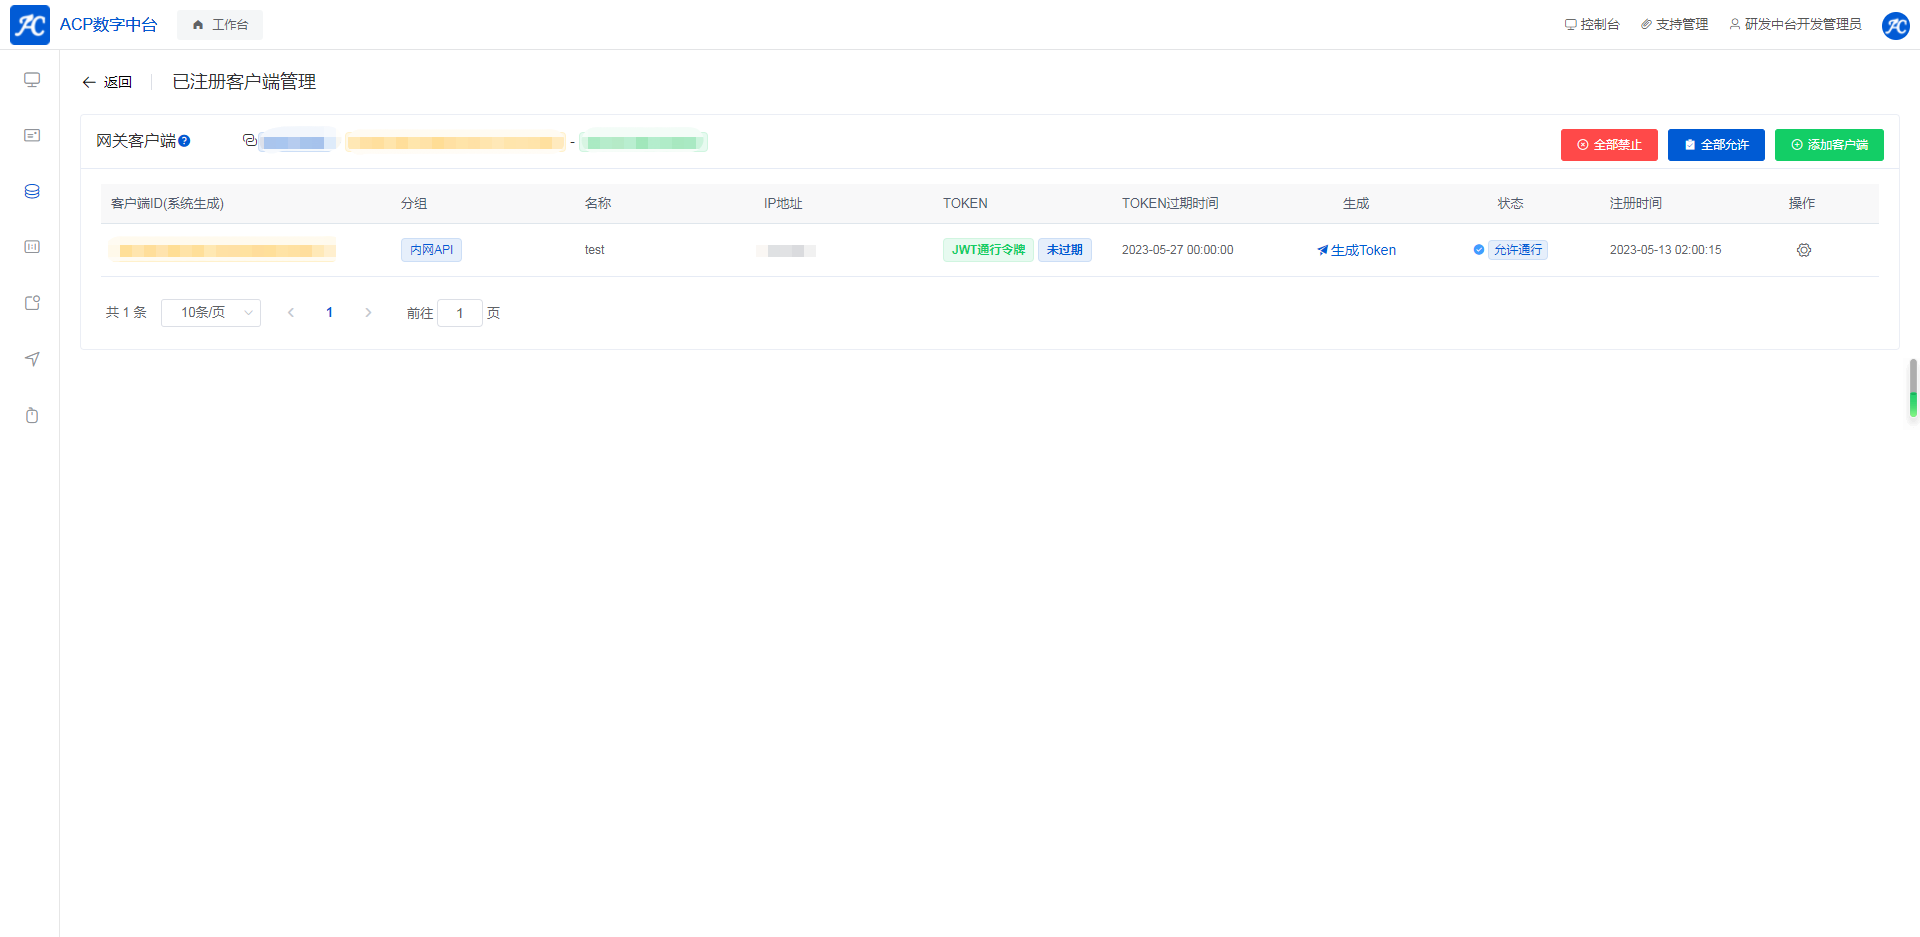 ACP数字中台 工作台 控制台 支持管理 研发中台开发管理员
返回 已注册客户端管理
网关客户端 - 全部禁止 全部允许 添加客户端
客户端ID(系统生成) 分组 名称 IP地址 TOKEN TOKEN过期时间 生成 状态 注册时间 操作
内网API test JWT通行令牌 未过期 2023-05-27 00:00:00 生成Token 允许通行 2023-05-13 02:00:15
共 1 条 10条/页 1 前往 1 页